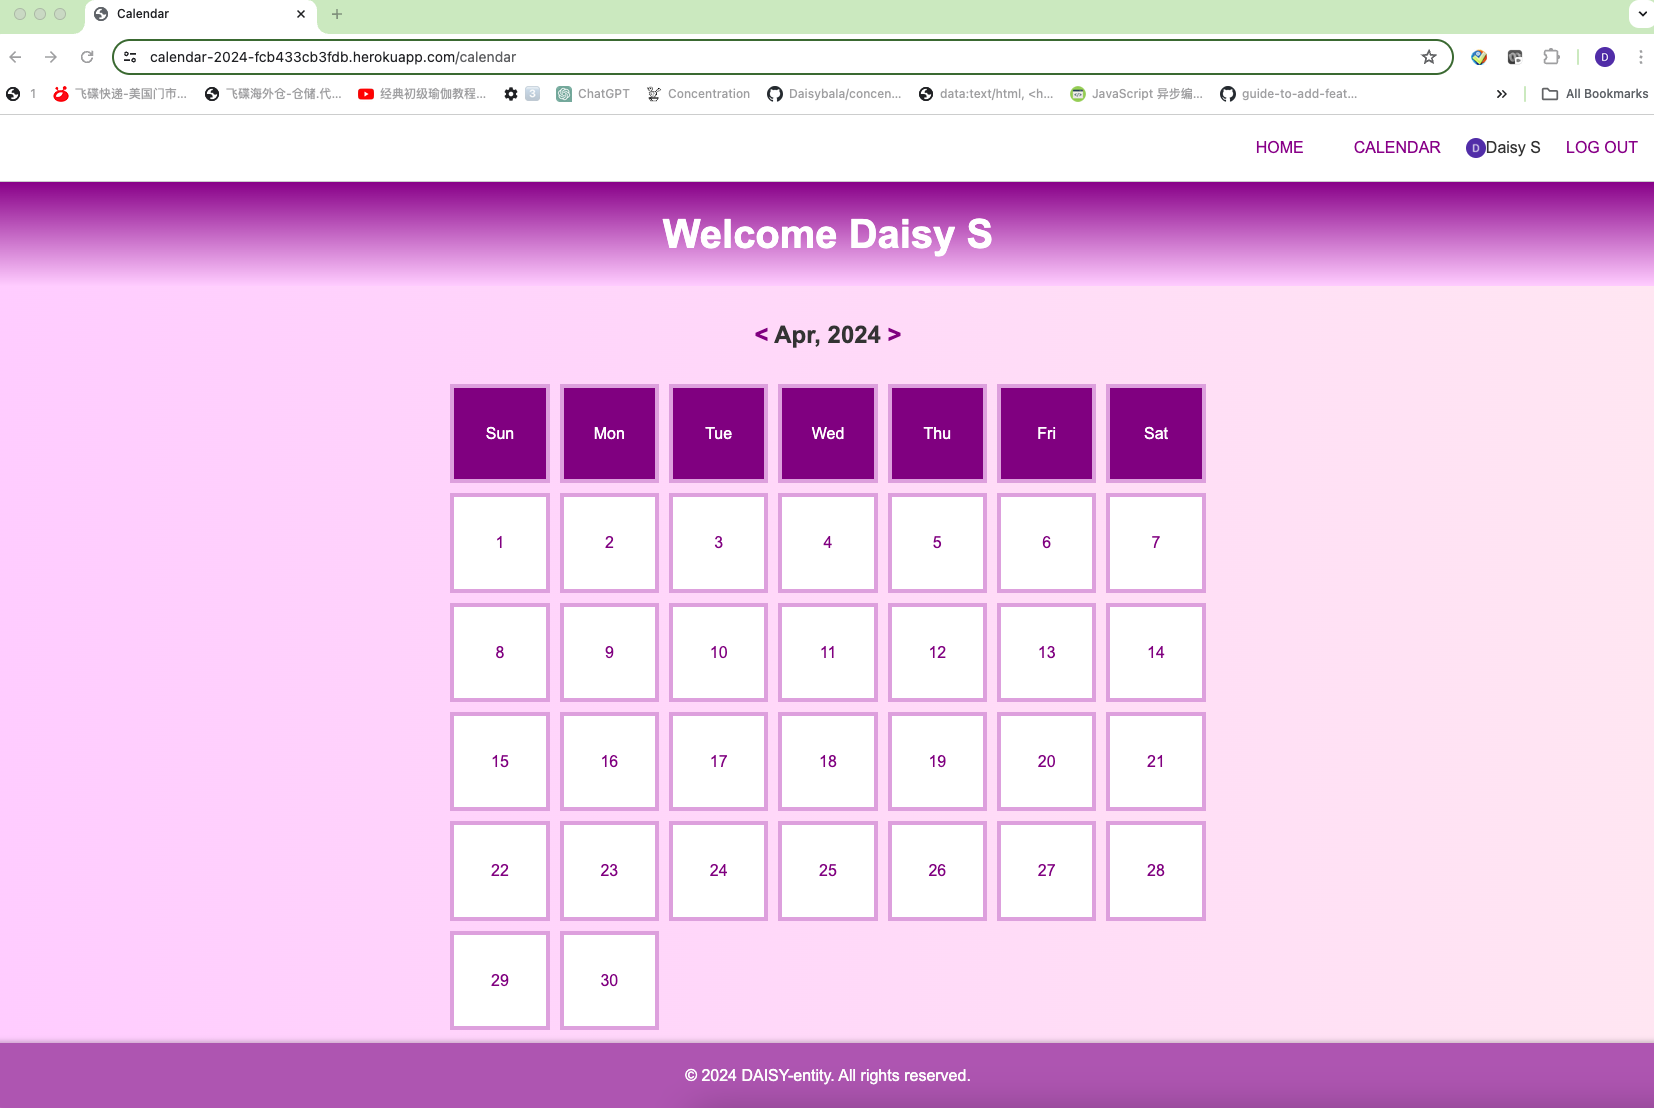 Calendar
calendar-2024-fcb433cb3fdb.herokuapp.com/calendar
D
1 飞碟快递-美国门市... 飞碟海外仓-仓储.代... 经典初级瑜伽教程... 3 ChatGPT Concentration Daisybala/concen... data:text/html, <h... JavaScript 异步编... guide-to-add-feat... » All Bookmarks
HOME CALENDAR D Daisy S LOG OUT
Welcome Daisy S
< Apr, 2024 >
Sun Mon Tue Wed Thu Fri Sat
1 2 3 4 5 6 7
8 9 10 11 12 13 14
15 16 17 18 19 20 21
22 23 24 25 26 27 28
29 30
© 2024 DAISY-entity. All rights reserved.